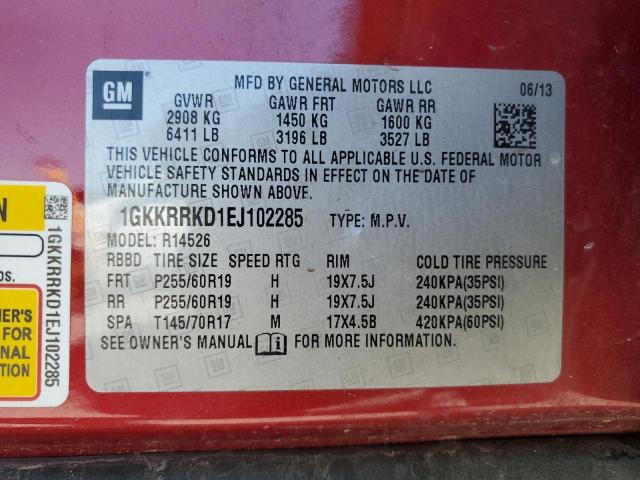 GM
MFD BY GENERAL MOTORS LLC 06/13
GVWR GAWR FRT GAWR RR
2908 KG 1450 KG 1600 KG
6411 LB 3196 LB 3527 LB
THIS VEHICLE CONFORMS TO ALL APPLICABLE U.S. FEDERAL MOTOR
VEHICLE SAFETY STANDARDS IN EFFECT ON THE DATE OF
MANUFACTURE SHOWN ABOVE.
1GKKRRKD1EJ102285 TYPE: M.P.V.
MODEL: R14526
RBBD TIRE SIZE SPEED RTG RIM COLD TIRE PRESSURE
FRT P255/60R19 H 19X7.5J 240KPA(35PSI)
RR P255/60R19 H 19X7.5J 240KPA(35PSI)
SPA T145/70R17 M 17X4.5B 420KPA(60PSI)
SEE OWNER'S MANUAL FOR MORE INFORMATION.
1GKKRRKD1EJ102285
FOR